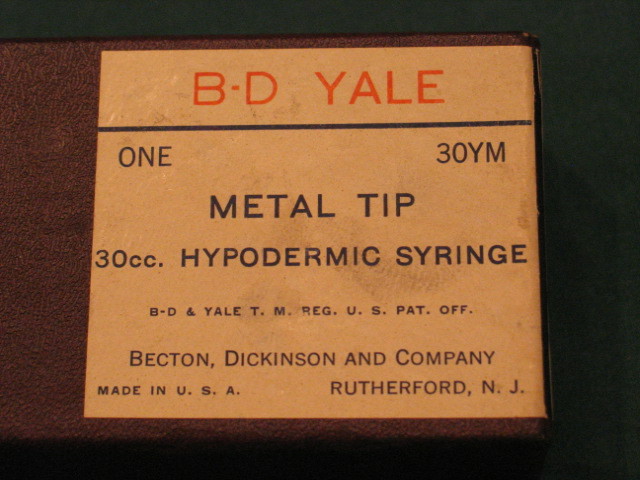 B-D YALE
ONE 30YM
METAL TIP
30cc. HYPODERMIC SYRINGE
B-D & YALE T. M. REG. U. S. PAT. OFF.
BECTON, DICKINSON AND COMPANY
MADE IN U. S. A. RUTHERFORD, N. J.